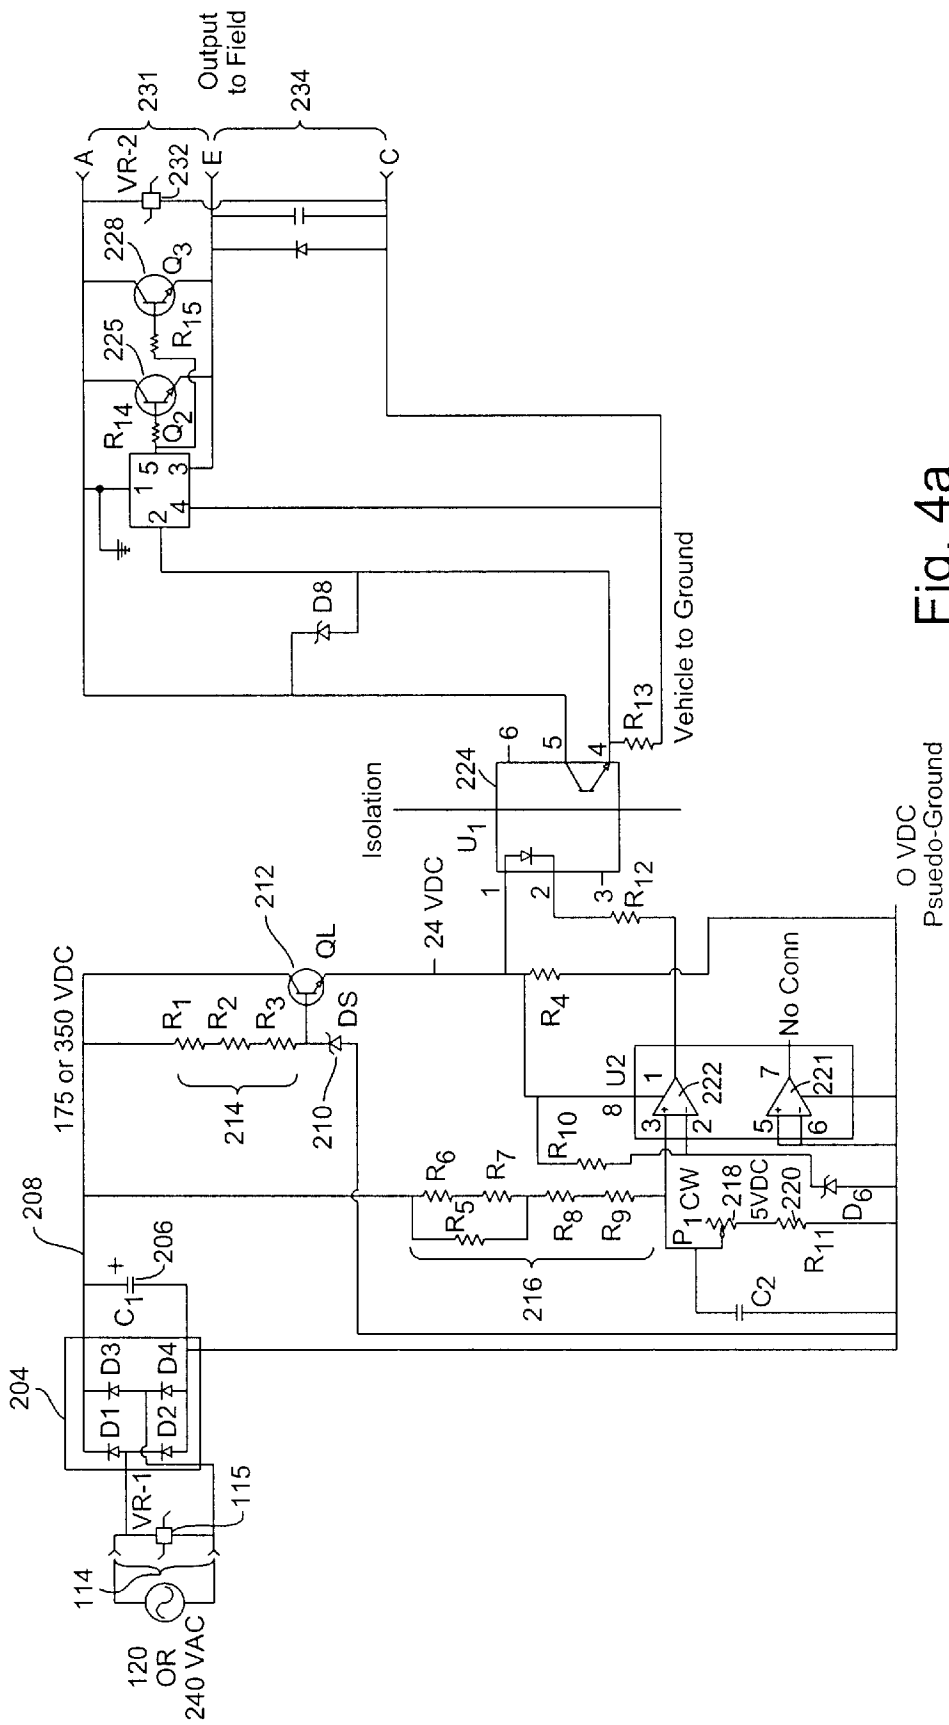 120
OR
240 VAC
114
VR-1
115
204
D1
D3
D2
D4
C1
+
206
208
175 or 350 VDC
R1
R2
R3
214
210
DS
212
QL
24 VDC
R6
R7
R5
R8
R9
216
P1 CW
218
5VDC
220
R11
C2
D6
R10
8
U2
3
+
2
-
1
222
5
+
6
-
7
221
No Conn
R4
R12
O VDC
Psuedo-Ground
Isolation
U1
224
1
2
3
6
5
4
R13
Vehicle to Ground
D8
2
1
5
4
3
R14
Q2
225
R15
Q3
228
VR-2
232
A
E
C
231
234
Output
to Field
Fig. 4a